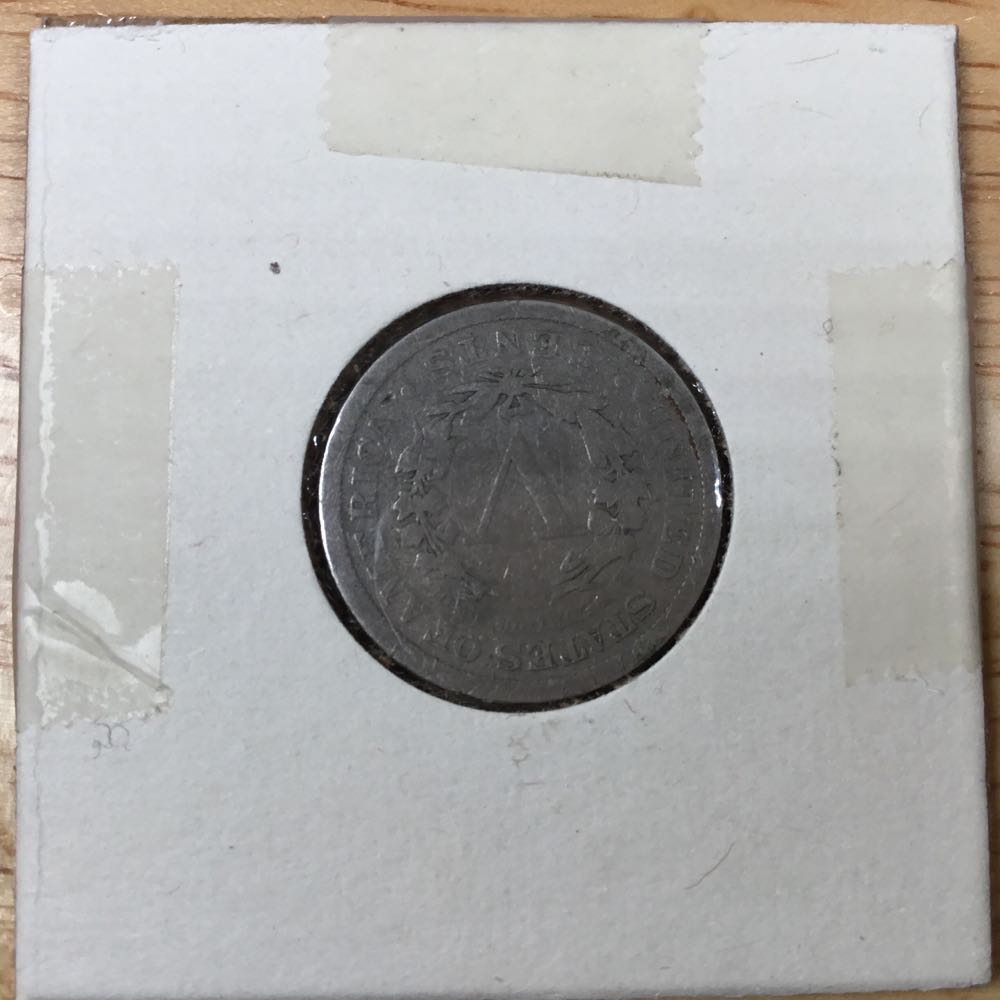 UNITED STATES OF AMERICA
V
CENTS